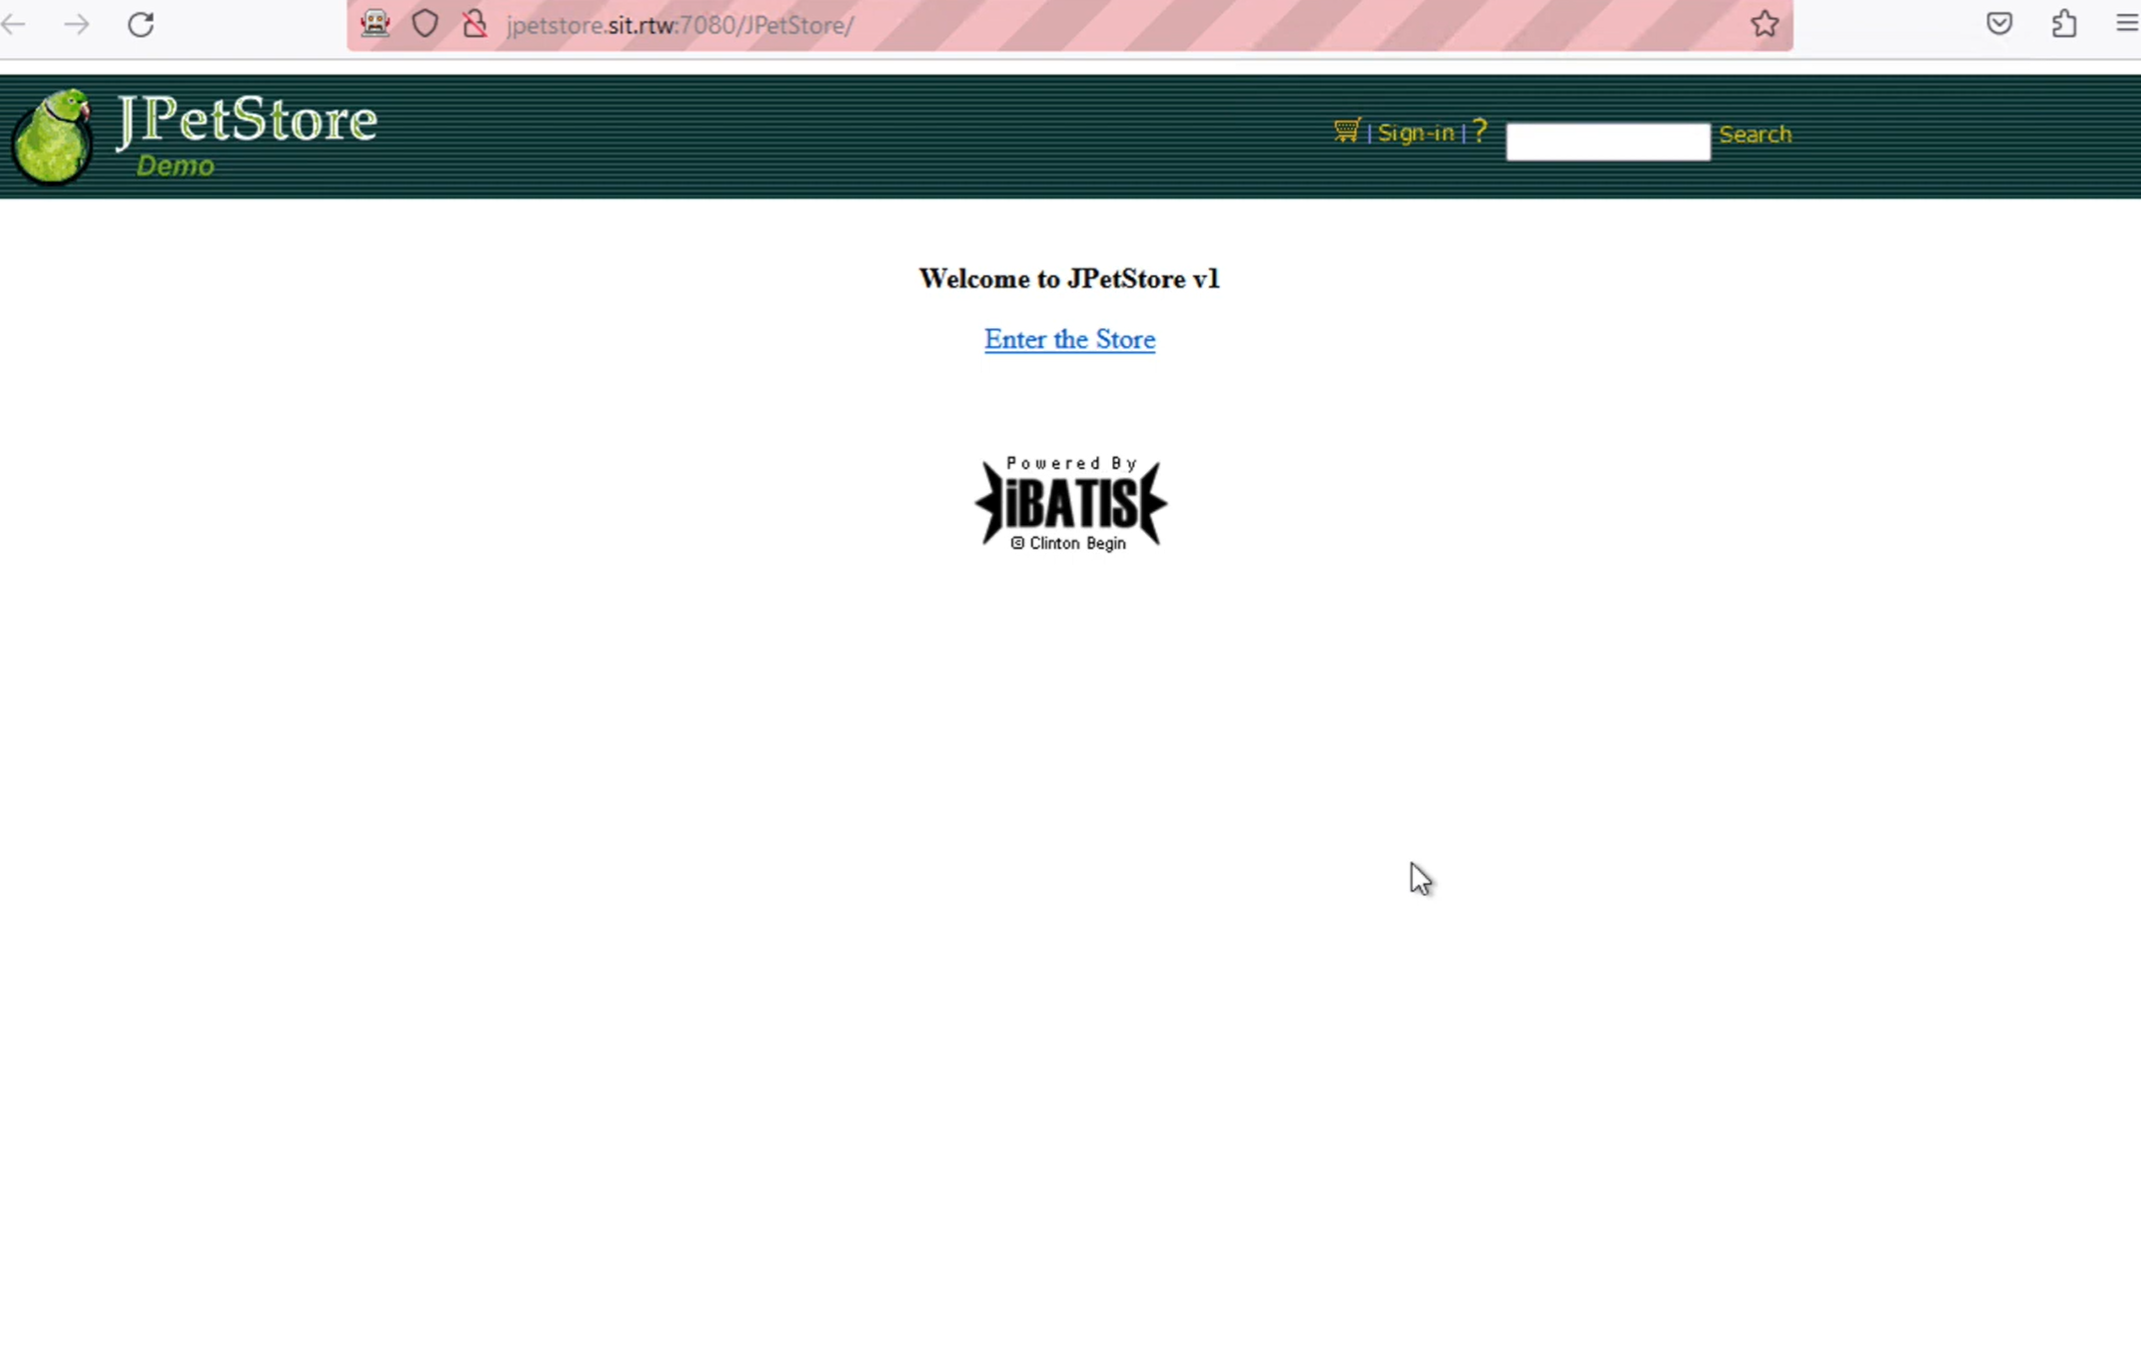 jpetstore.sit.rtw:7080/JPetStore/
JPetStore
Demo
| Sign-in | ?
Search
Welcome to JPetStore v1
Enter the Store
Powered By
iBATIS
© Clinton Begin